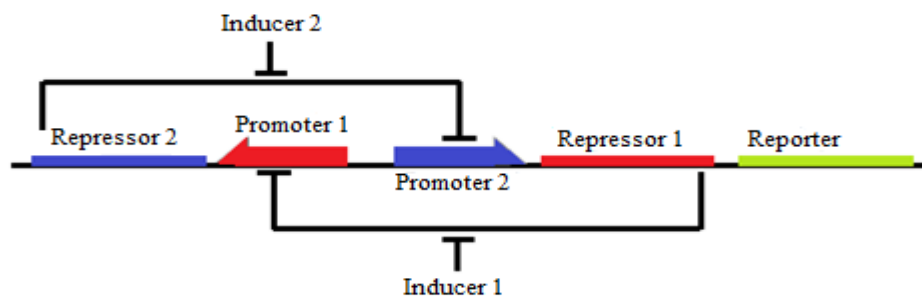 Inducer 2
Repressor 2
Promoter 1
Repressor 1
Reporter
Promoter 2
Inducer 1